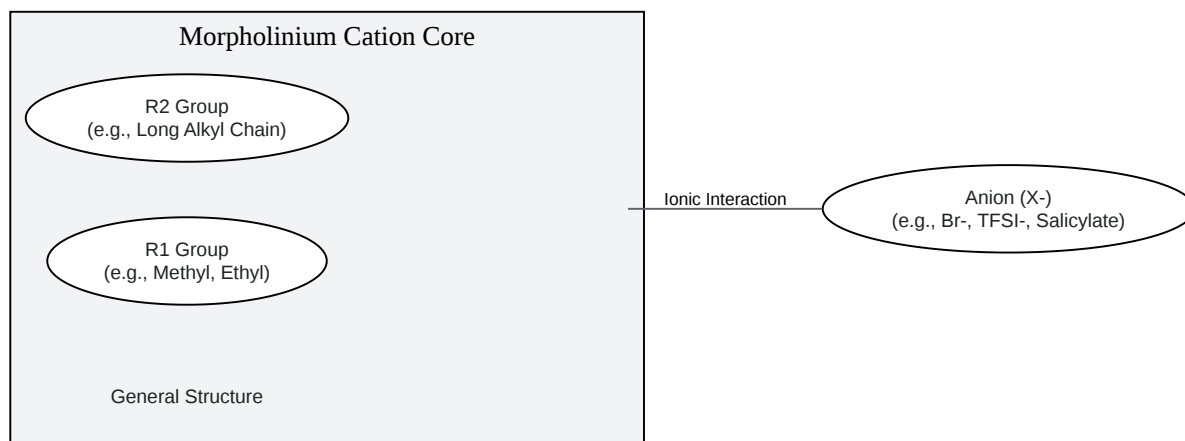 Morpholinium Cation Core
R2 Group
(e.g., Long Alkyl Chain)
Ionic Interaction
Anion (X-)
(e.g., Br-, TFSI-, Salicylate)
R1 Group
(e.g., Methyl, Ethyl)
General Structure